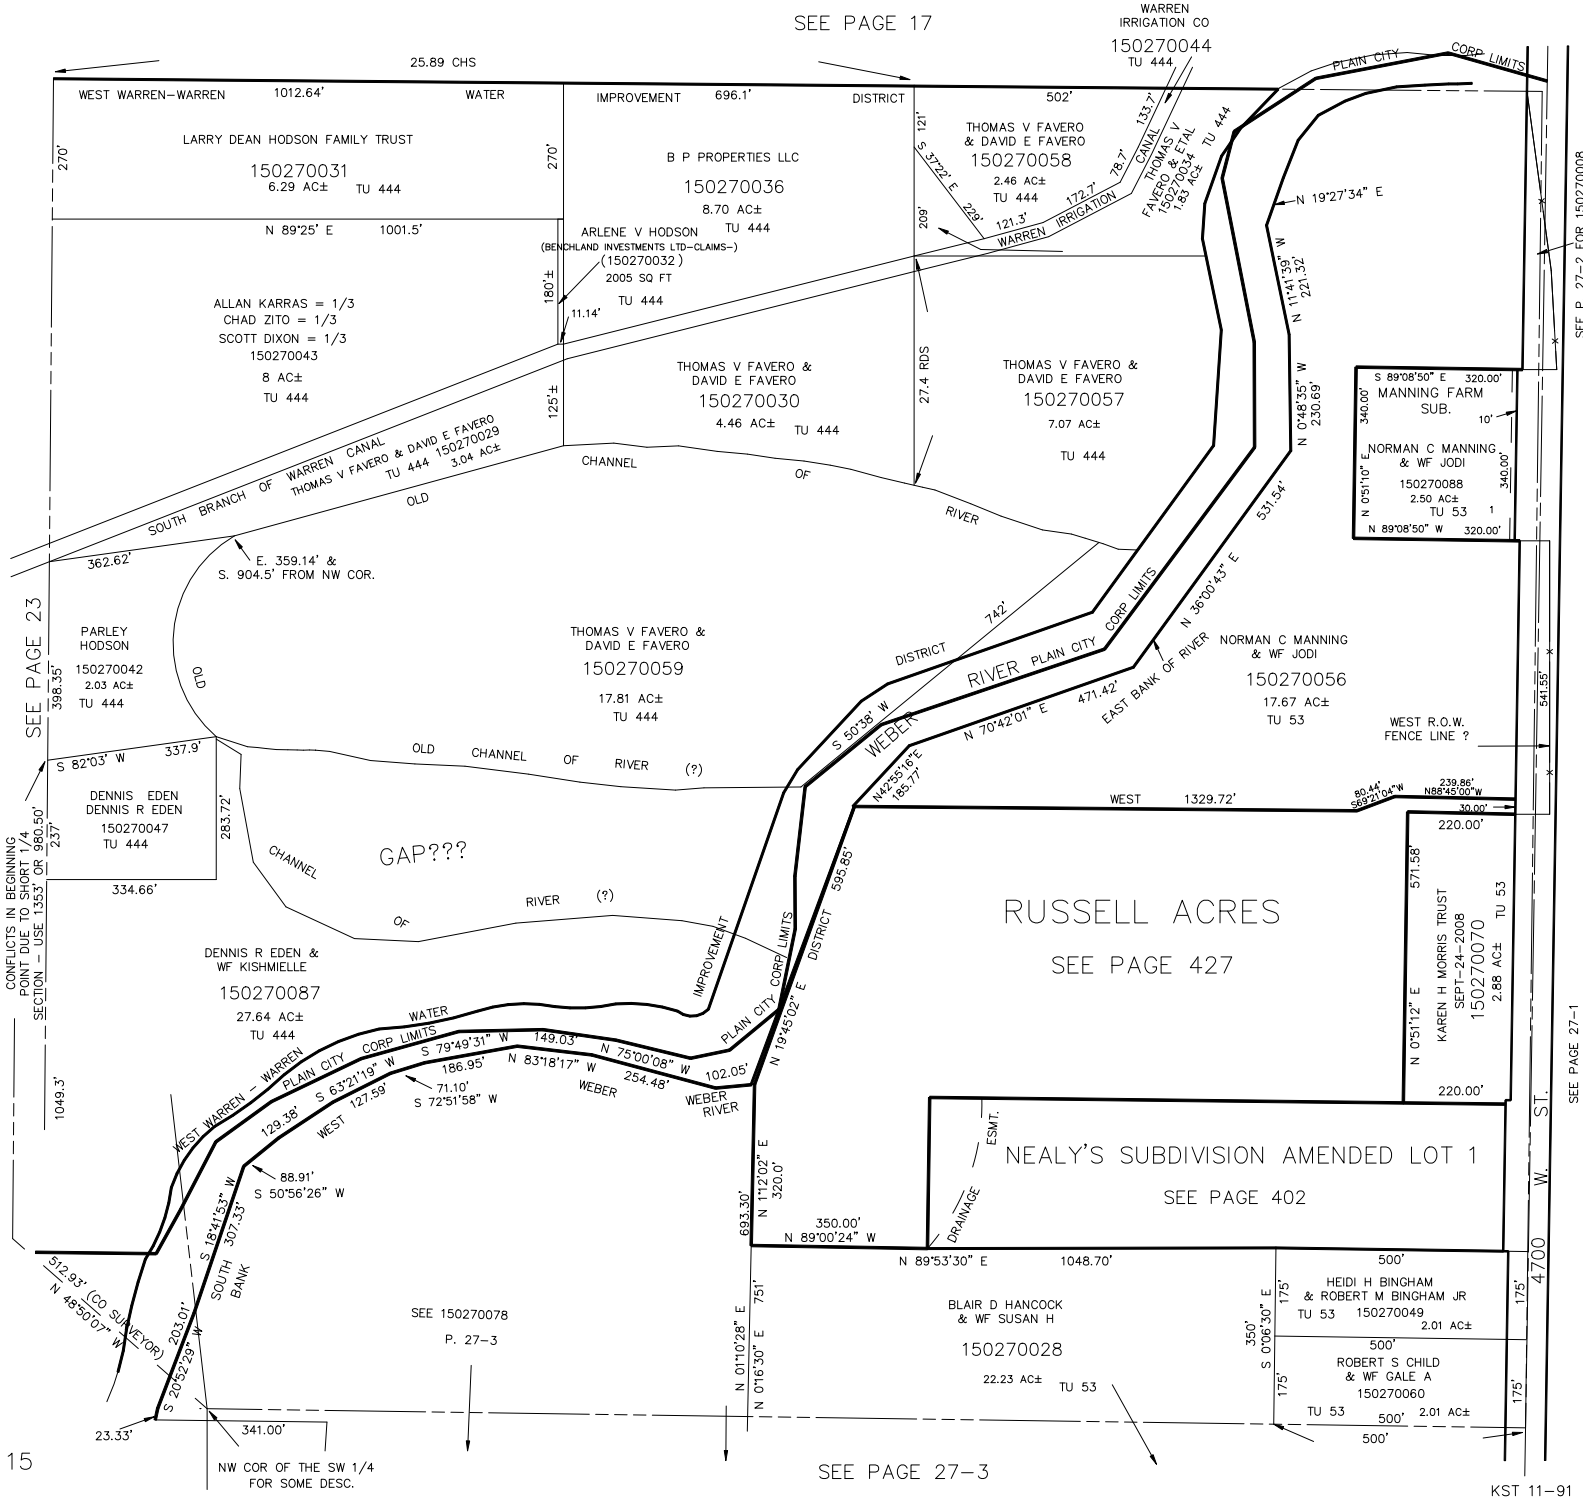 SEE PAGE 17
WARREN
IRRIGATION CO
150270044
TU 444
25.89 CHS
PLAIN CITY CORP LIMITS
WEST WARREN-WARREN
1012.64'
WATER
IMPROVEMENT
696.1'
DISTRICT
502'
270'
LARRY DEAN HODSON FAMILY TRUST
150270031
6.29 AC± TU 444
270'
N 89°25' E 1001.5'
B P PROPERTIES LLC
150270036
8.70 AC±
TU 444
121'
S 37°22' E
229'
209'
THOMAS V FAVERO
& DAVID E FAVERO
150270058
2.46 AC±
TU 444
133.7'
78.7'
172.7'
121.3'
WARREN IRRIGATION CANAL
THOMAS V
FAVERO & ETAL
150270034
1.83 AC±
TU 444
N 19°27'34" E
SEE P 27-2 FOR 150270008
ARLENE V HODSON
(BENCHLAND INVESTMENTS LTD-CLAIMS-)
(150270032)
2005 SQ FT
TU 444
180'±
11.14'
ALLAN KARRAS = 1/3
CHAD ZITO = 1/3
SCOTT DIXON = 1/3
150270043
8 AC±
TU 444
N 11°41'39" W
221.32'
N 0°48'35" W
230.69'
THOMAS V FAVERO &
DAVID E FAVERO
150270030
4.46 AC± TU 444
125'±
27.4 RDS
THOMAS V FAVERO &
DAVID E FAVERO
150270057
7.07 AC±
TU 444
S 89°08'50" E 320.00'
MANNING FARM
SUB.
10'
340.00'
N 0°51'10" E
NORMAN C MANNING
& WF JODI
150270088
2.50 AC±
TU 53 1
340.00'
N 89°08'50" W 320.00'
SOUTH BRANCH OF WARREN CANAL
THOMAS V FAVERO & DAVID E FAVERO
TU 444 150270029
3.04 AC±
OLD CHANNEL OF RIVER
531.54'
N 36°00'43" E
362.62'
E. 359.14' &
S. 904.5' FROM NW COR.
SEE PAGE 23
PARLEY
HODSON
150270042
2.03 AC±
TU 444
398.35'
OLD
THOMAS V FAVERO &
DAVID E FAVERO
150270059
17.81 AC±
TU 444
742'
DISTRICT
RIVER PLAIN CITY CORP LIMITS
S 50°38' W
WEBER
N 70°42'01" E 471.42'
EAST BANK OF RIVER
N42°55'16"E
185.77'
NORMAN C MANNING
& WF JODI
150270056
17.67 AC±
TU 53
541.55'
WEST R.O.W.
FENCE LINE ?
S 82°03' W 337.9'
OLD CHANNEL OF RIVER (?)
DENNIS EDEN
DENNIS R EDEN
150270047
TU 444
237'
283.72'
334.66'
CONFLICTS IN BEGINNING
POINT DUE TO SHORT 1/4
SECTION - USE 1353' OR 980.50'
GAP???
CHANNEL OF RIVER (?)
WEST 1329.72'
80.44'
S69°21'04"W
239.86'
N88°45'00"W
30.00'
220.00'
595.85'
RUSSELL ACRES
SEE PAGE 427
571.58'
N 0°51'12" E
KAREN H MORRIS TRUST
SEPT-24-2008
150270070
2.88 AC±
TU 53
220.00'
DENNIS R EDEN &
WF KISHMIELLE
150270087
27.64 AC±
TU 444
IMPROVEMENT
PLAIN CITY CORP LIMITS
DISTRICT
N 19°45'02" E
SEE PAGE 27-1
1049.3'
WEST WARREN - WARREN
WATER
PLAIN CITY CORP LIMITS
129.38'
S 63°21'19" W
127.59'
S 79°49'31" W
186.95'
149.03'
N 83°18'17" W
N 75°00'08" W
254.48'
102.05'
71.10'
S 72°51'58" W
WEST
WEBER
WEBER
RIVER
88.91'
S 50°56'26" W
S 18°41'53" W
307.33'
SOUTH
BANK
693.30'
N 1°12'02" E
320.0'
350.00'
N 89°00'24" W
DRAINAGE ESMT.
NEALY'S SUBDIVISION AMENDED LOT 1
SEE PAGE 402
4700 W. ST.
N 89°53'30" E 1048.70'
500'
512.93' (CO SURVEYOR)
N 48°50'07" W
203.01'
S 20°52'29" W
SEE 150270078
P. 27-3
N 01°10'28" E
N 0°16'30" E 751'
BLAIR D HANCOCK
& WF SUSAN H
150270028
22.23 AC± TU 53
350'
S 0°06'30" E
175'
HEIDI H BINGHAM
& ROBERT M BINGHAM JR
TU 53 150270049
2.01 AC±
175'
500'
175'
ROBERT S CHILD
& WF GALE A
150270060
TU 53 2.01 AC±
175'
500'
500'
23.33'
341.00'
NW COR OF THE SW 1/4
FOR SOME DESC.
15
SEE PAGE 27-3
KST 11-91